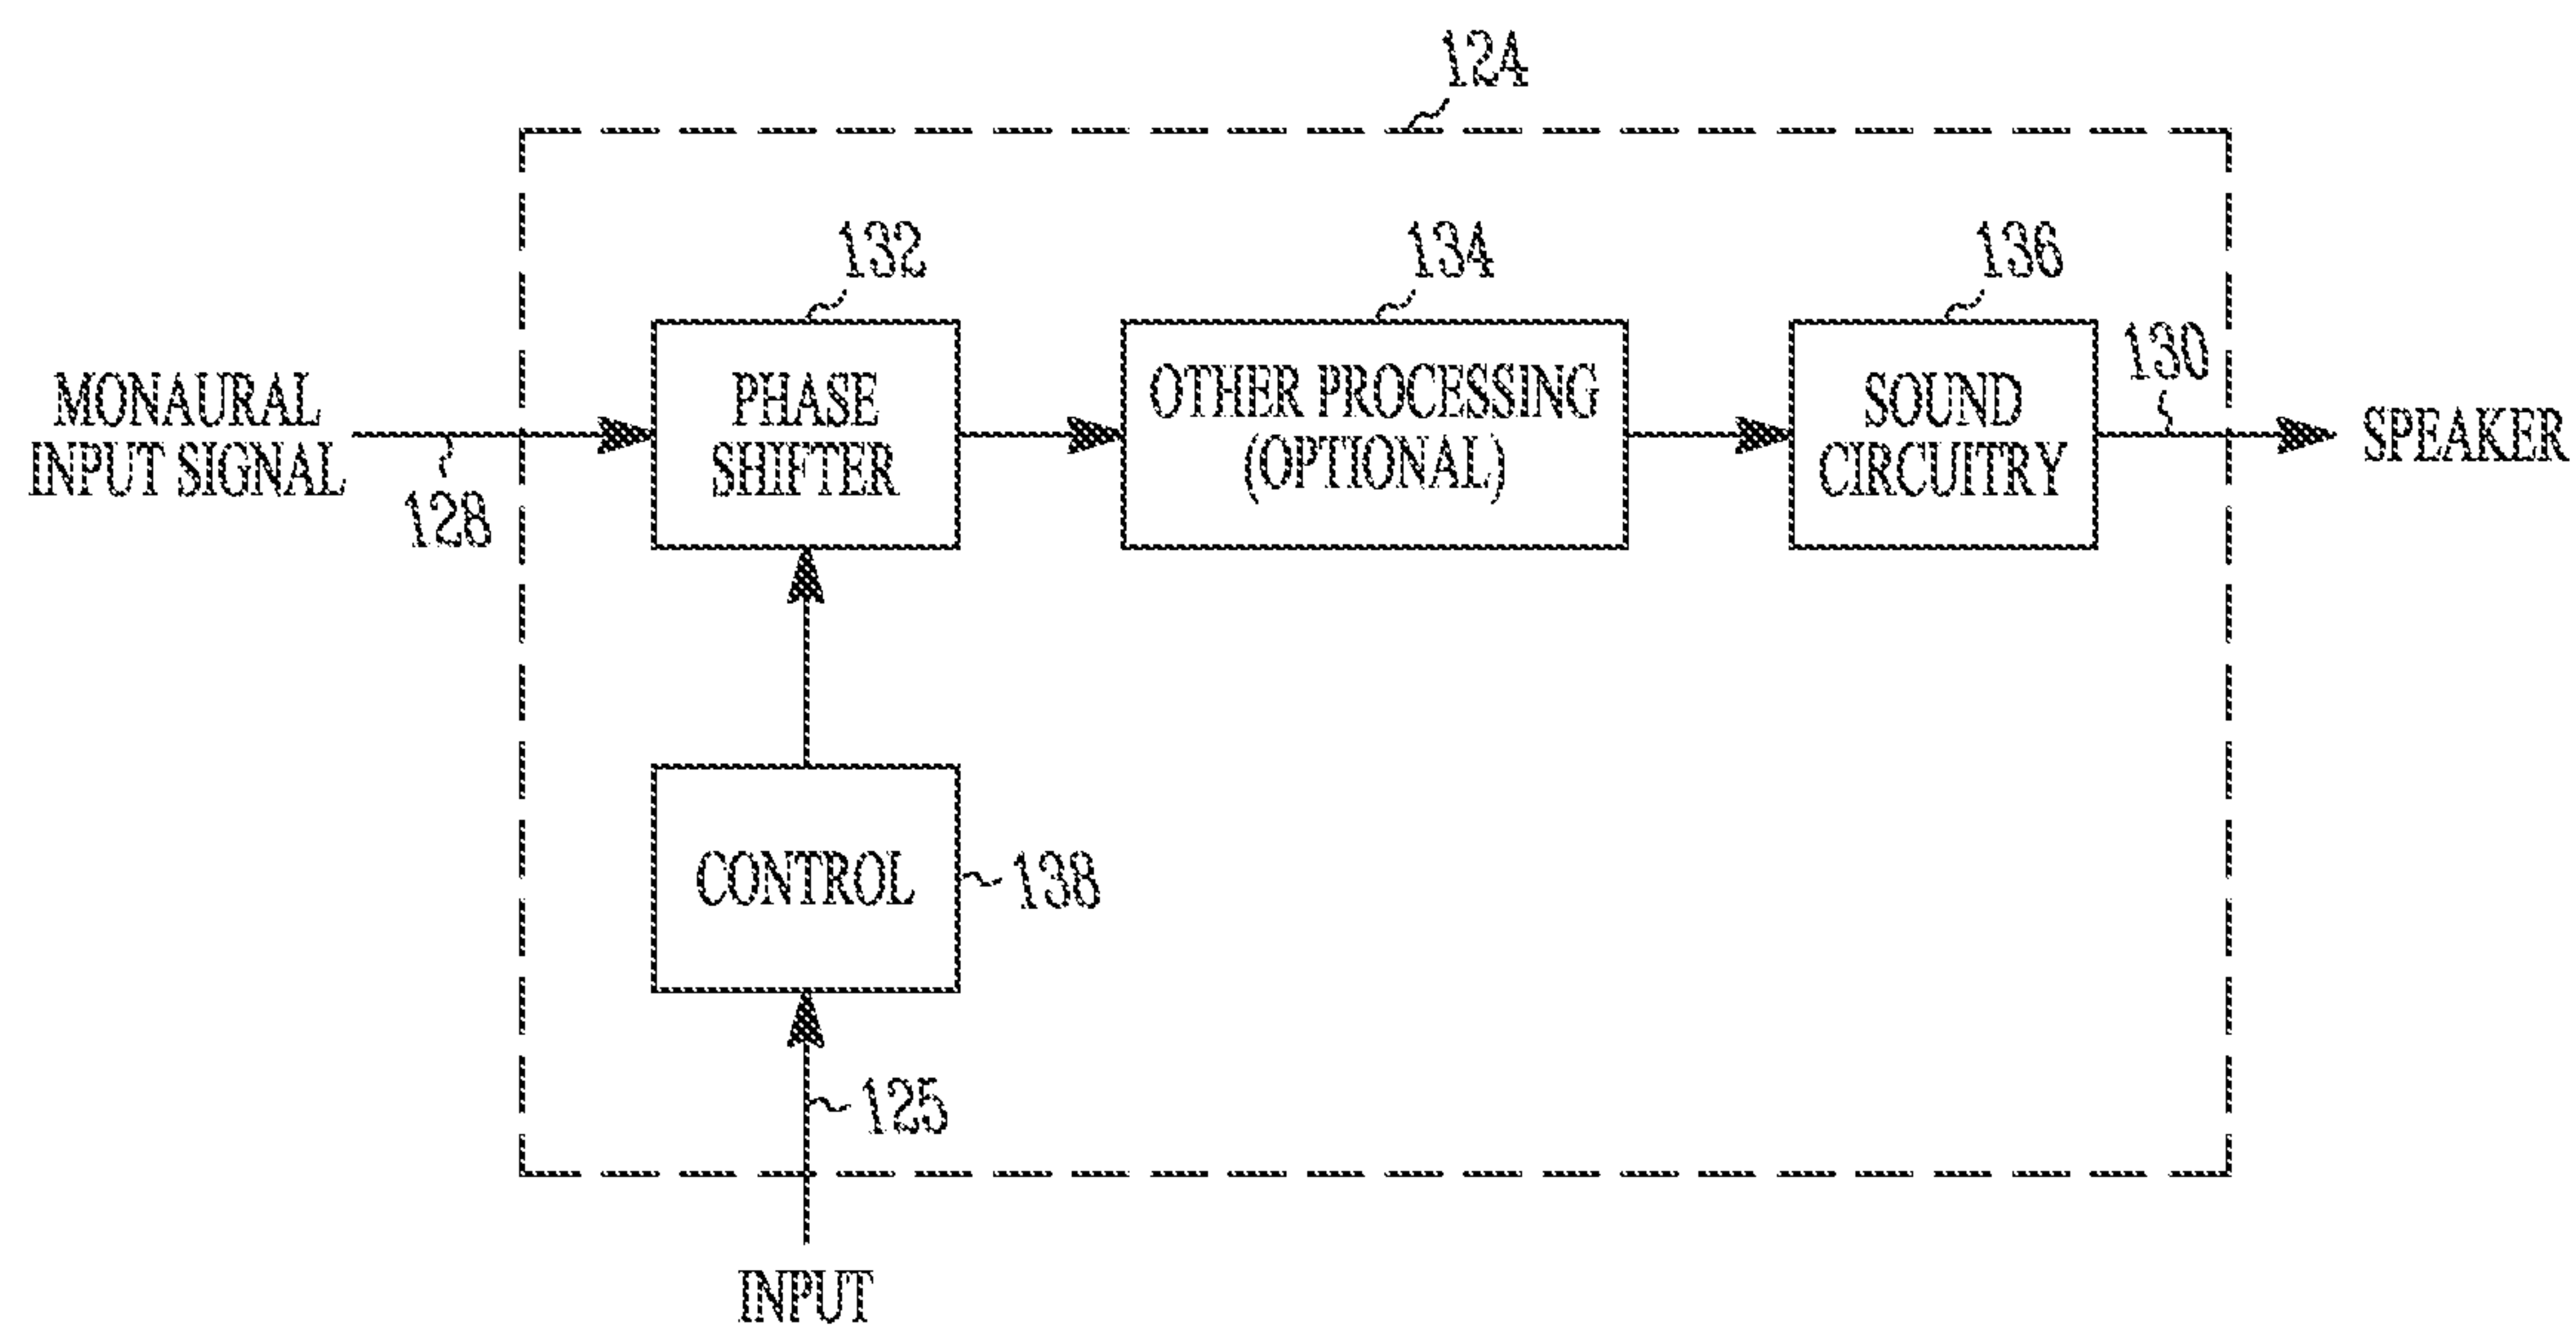 124
132
134
136
130
MONAURAL
INPUT SIGNAL
128
PHASE
SHIFTER
OTHER PROCESSING
(OPTIONAL)
SOUND
CIRCUITRY
SPEAKER
CONTROL
138
125
INPUT